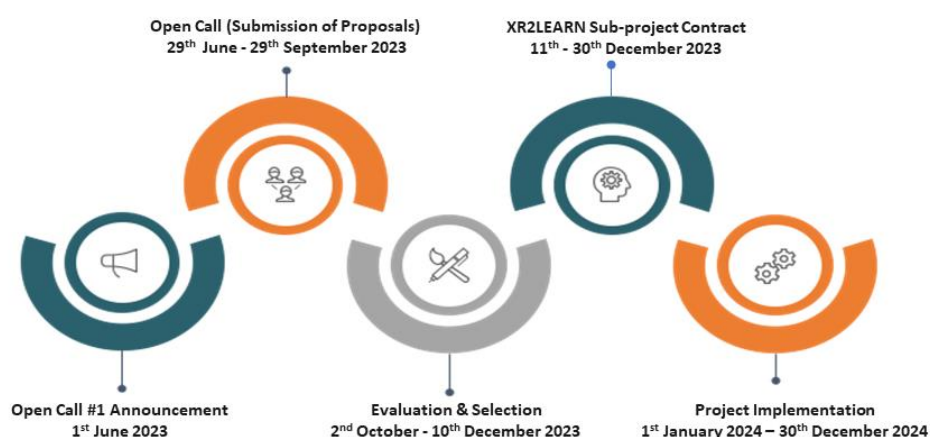 Open Call (Submission of Proposals)
29th June - 29th September 2023
XR2LEARN Sub-project Contract
11th - 30th December 2023
Open Call #1 Announcement
1st June 2023
Evaluation & Selection
2nd October - 10th December 2023
Project Implementation
1st January 2024 – 30th December 2024